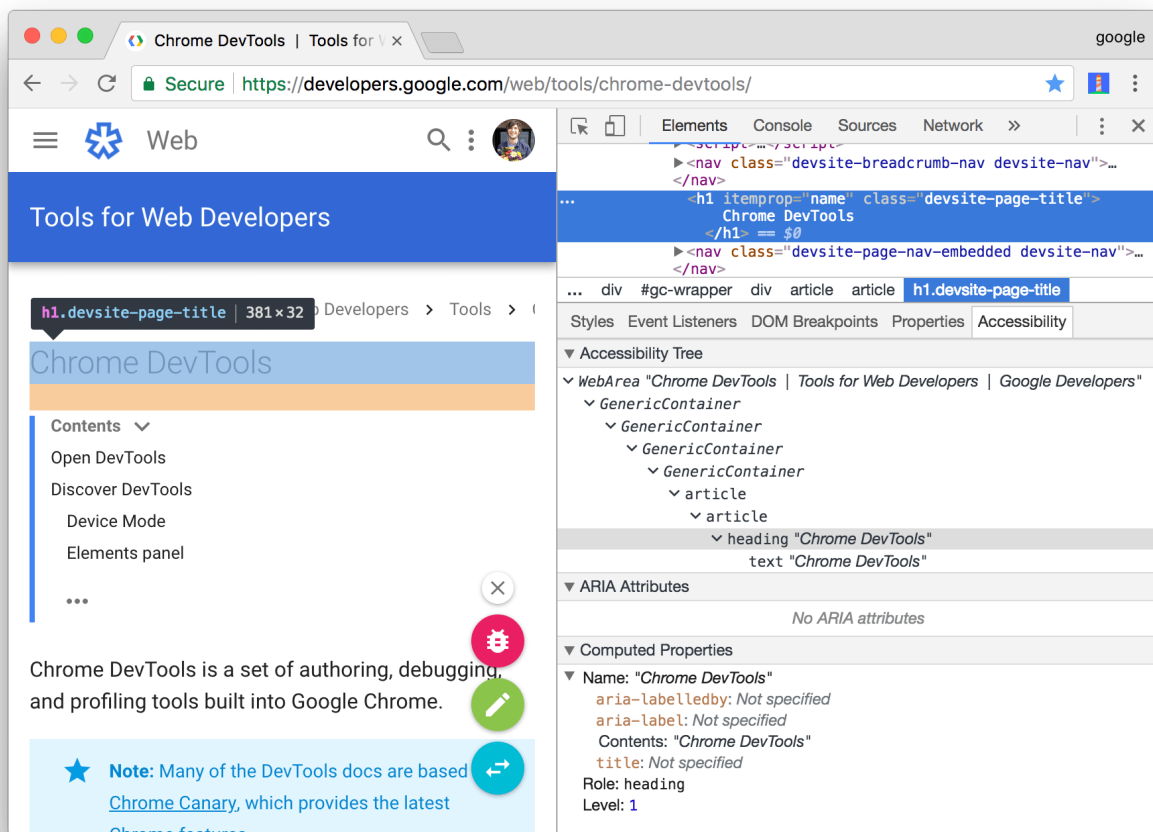 Chrome DevTools | Tools for W
google
Secure https://developers.google.com/web/tools/chrome-devtools/
Web
Tools for Web Developers
h1.devsite-page-title 381×32
Developers Tools
Chrome DevTools
Contents
Open DevTools
Discover DevTools
Device Mode
Elements panel
•••
Chrome DevTools is a set of authoring, debugging,
and profiling tools built into Google Chrome.
Note: Many of the DevTools docs are based
Chrome Canary, which provides the latest
Chrome features
Elements Console Sources Network »
▶<script>…</script>
▶<nav class="devsite-breadcrumb-nav devsite-nav">…
</nav>
… <h1 itemprop="name" class="devsite-page-title">
Chrome DevTools
</h1> == $0
▶<nav class="devsite-page-nav-embedded devsite-nav">…
</nav>
... div #gc-wrapper div article article h1.devsite-page-title
Styles Event Listeners DOM Breakpoints Properties Accessibility
▼ Accessibility Tree
WebArea "Chrome DevTools | Tools for Web Developers | Google Developers"
GenericContainer
GenericContainer
GenericContainer
GenericContainer
article
article
heading "Chrome DevTools"
text "Chrome DevTools"
▼ ARIA Attributes
No ARIA attributes
▼ Computed Properties
▼ Name: "Chrome DevTools"
aria-labelledby: Not specified
aria-label: Not specified
Contents: "Chrome DevTools"
title: Not specified
Role: heading
Level: 1